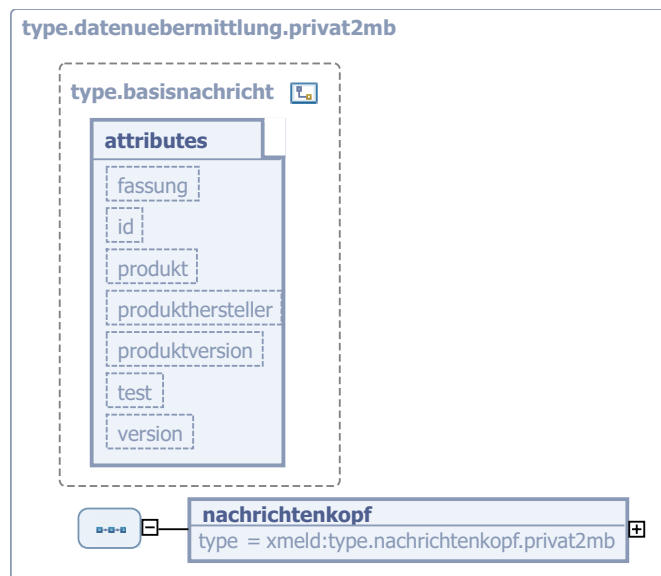 type.datenuebermittlung.privat2mb
type.basisnachricht
attributes
fassung
id
produkt
produkthersteller
produktversion
test
version
nachrichtenkopf
type = xmeld:type.nachrichtenkopf.privat2mb